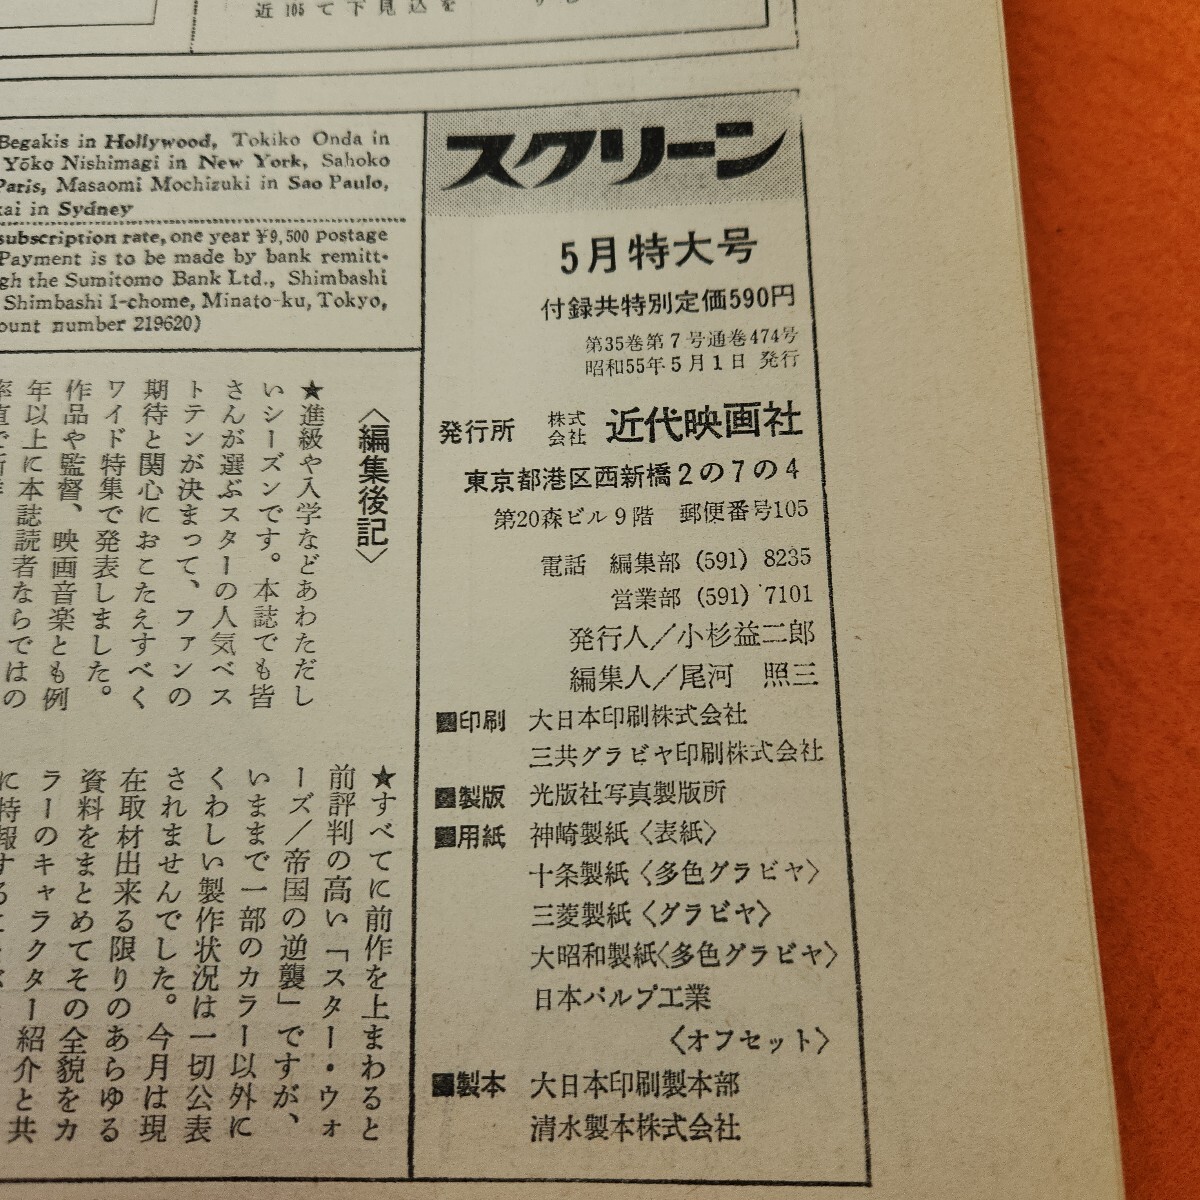 近105て下見込を
Begakis in Hollywood, Tokiko Onda in
Yōko Nishimagi in New York, Sahoko
Paris, Masaomi Mochizuki in Sao Paulo,
kai in Sydney
subscription rate, one year ¥9,500 postage
Payment is to be made by bank remitt-
gh the Sumitomo Bank Ltd., Shimbashi
Shimbashi 1-chome, Minato-ku, Tokyo,
ount number 219620)
スクリーン
5月特大号
付録共特別定価590円
第35巻第7号通巻474号
昭和55年5月1日 発行
発行所 株式会社 近代映画社
東京都港区西新橋2の7の4
第20森ビル9階 郵便番号105
電話 編集部 (591) 8235
営業部 (591) 7101
発行人/小杉益二郎
編集人/尾河 照三
■印刷 大日本印刷株式会社
三共グラビヤ印刷株式会社
■製版 光版社写真製版所
■用紙 神崎製紙〈表紙〉
十条製紙〈多色グラビヤ〉
三菱製紙〈グラビヤ〉
大昭和製紙〈多色グラビヤ〉
日本パルプ工業
〈オフセット〉
■製本 大日本印刷製本部
清水製本株式会社
〈編集後記〉
★進級や入学などあわただし
いシーズンです。本誌でも皆
さんが選ぶスターの人気ベス
トテンが決まって、ファンの
期待と関心におこたえすべく
ワイド特集で発表しました。
作品や監督、映画音楽とも例
年以上に本誌読者ならではの
★すべてに前作を上まわると
前評判の高い「スター・ウォ
ーズ/帝国の逆襲」ですが、
いままで一部のカラー以外に
くわしい製作状況は一切公表
されませんでした。今月は現
在取材出来る限りのあらゆる
資料をまとめてその全貌をカ
ラーのキャラクター紹介と共